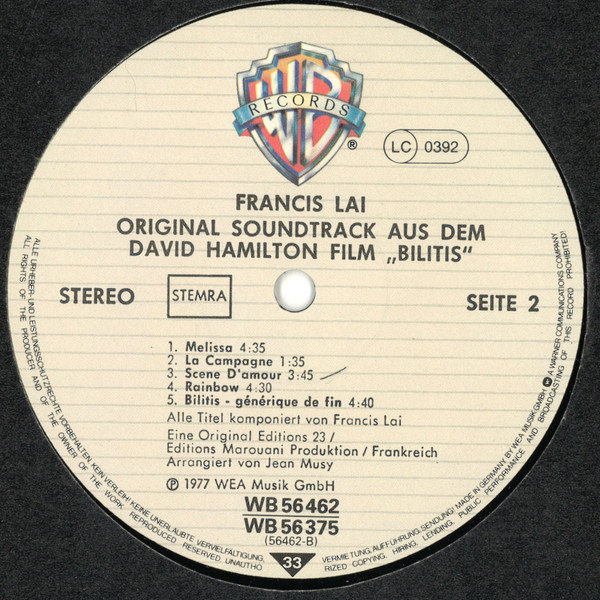 WB
RECORDS
®
LC 0392
FRANCIS LAI
ORIGINAL SOUNDTRACK AUS DEM
DAVID HAMILTON FILM „BILITIS“
STEREO
STEMRA
SEITE 2
1. Melissa 4:35
2. La Campagne 1:35
3. Scene D'amour 3:45
4. Rainbow 4:30
5. Bilitis - générique de fin 4:40
Alle Titel komponiert von Francis Lai
Eine Original Editions 23 /
Editions Marouani Produktion / Frankreich
Arrangiert von Jean Musy
℗ 1977 WEA Musik GmbH
WB 56 462
WB 56 375
(56462-B)
33
ALLE URHEBER- UND LEISTUNGSSCHUTZRECHTE VORBEHALTEN. KEIN VERLEIH! KEINE UNERLAUBTE VERVIELFÄLTIGUNG, VERMIETUNG, AUFFÜHRUNG, SENDUNG! MADE IN GERMANY BY WEA MUSIK GMBH A WARNER COMMUNICATIONS COMPANY
ALL RIGHTS OF THE PRODUCER AND OF THE OWNER OF THE WORK REPRODUCED RESERVED. UNAUTHORIZED COPYING, HIRING, LENDING, PUBLIC PERFORMANCE AND BROADCASTING OF THIS RECORD PROHIBITED!